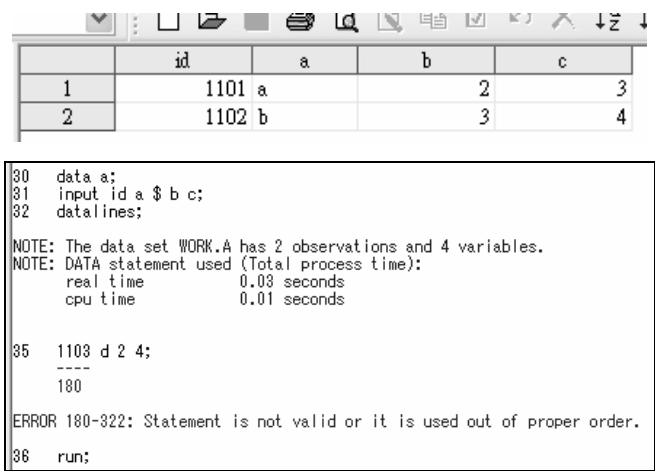 id a b c
1 1101 a 2 3
2 1102 b 3 4
30 data a;
31 input id a $ b c;
32 datalines;
NOTE: The data set WORK.A has 2 observations and 4 variables.
NOTE: DATA statement used (Total process time):
real time 0.03 seconds
cpu time 0.01 seconds
35 1103 d 2 4;
----
180
ERROR 180-322: Statement is not valid or it is used out of proper order.
36 run;